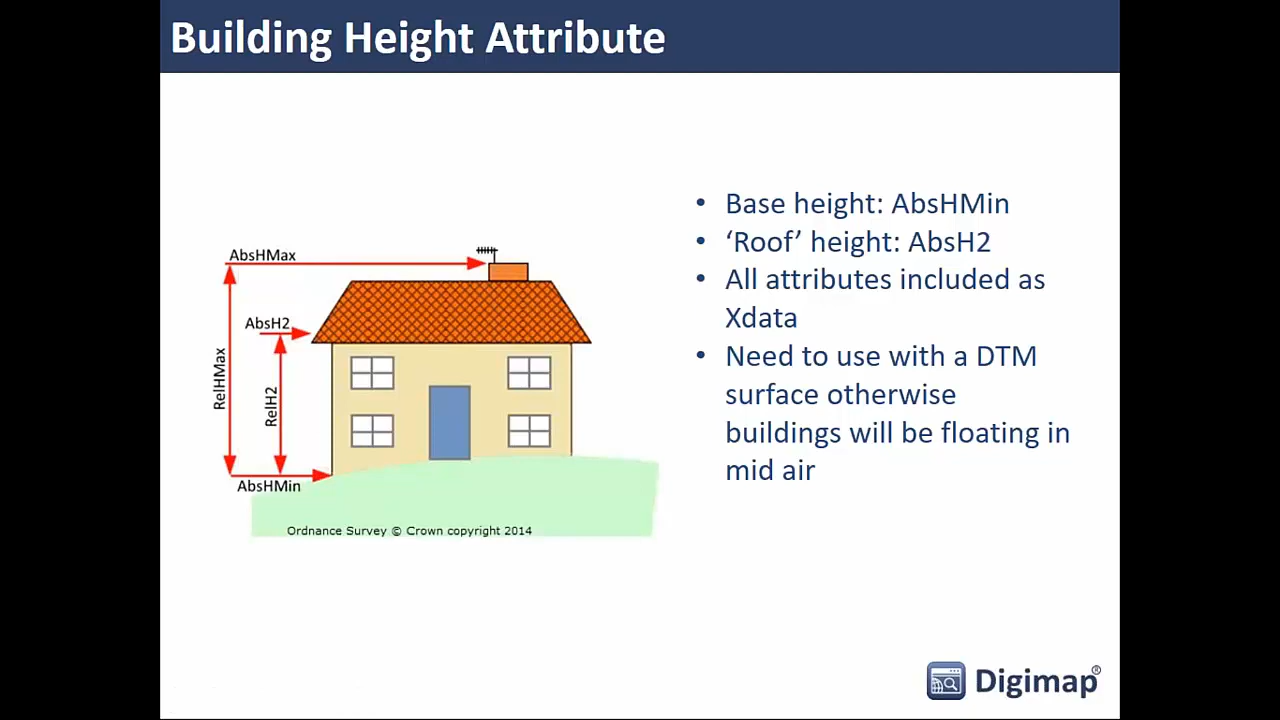 Building Height Attribute
AbsHMax
AbsH2
RelHMax
RelH2
AbsHMin
Ordnance Survey © Crown copyright 2014
• Base height: AbsHMin
• ‘Roof’ height: AbsH2
• All attributes included as
Xdata
• Need to use with a DTM
surface otherwise
buildings will be floating in
mid air
Digimap®